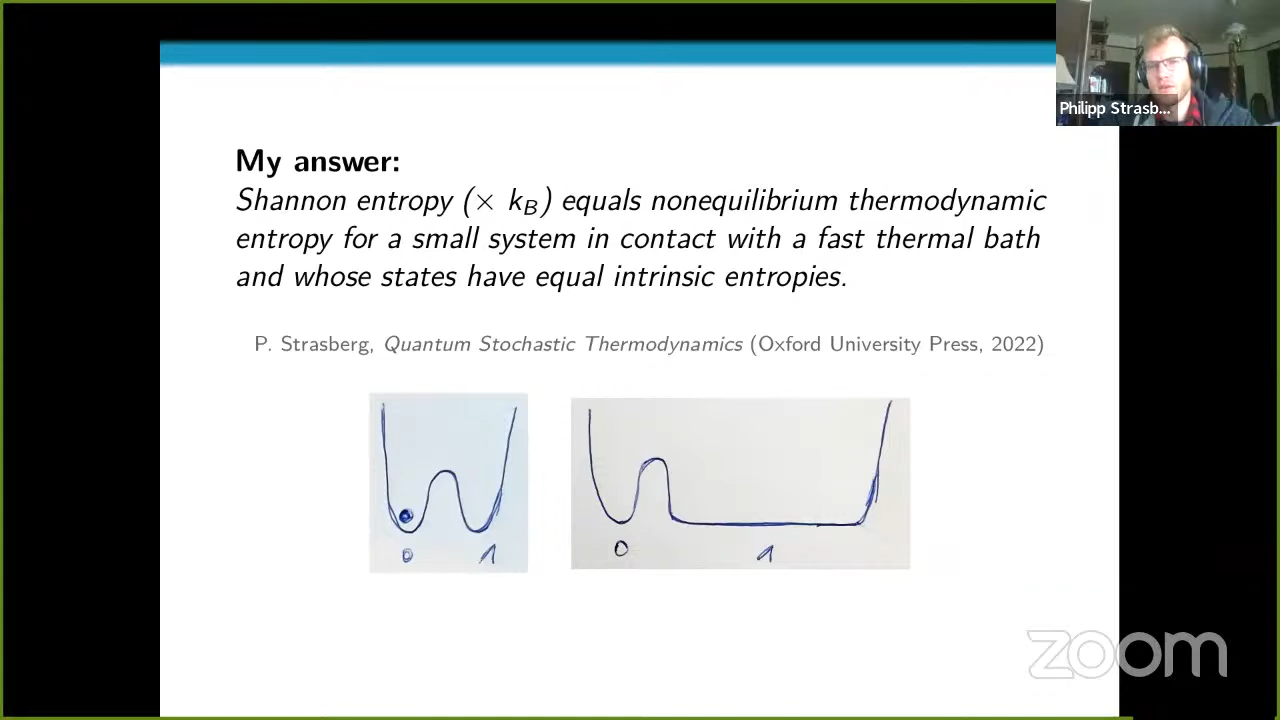 Philipp Strasb...
My answer:
Shannon entropy (× k_B) equals nonequilibrium thermodynamic
entropy for a small system in contact with a fast thermal bath
and whose states have equal intrinsic entropies.
P. Strasberg, Quantum Stochastic Thermodynamics (Oxford University Press, 2022)
0 1
0 1
zoom